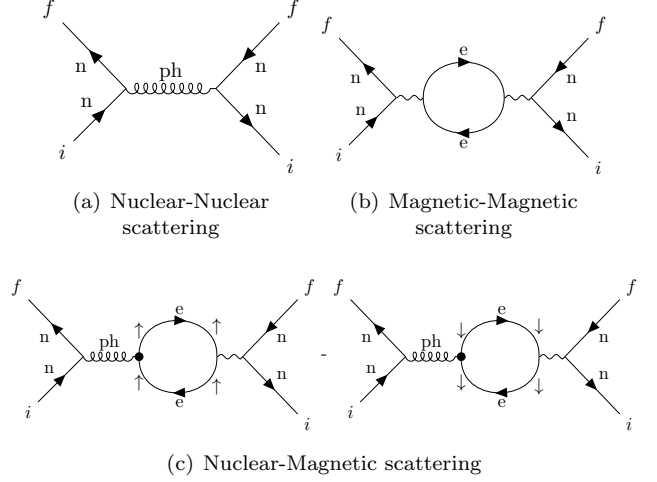 f f
n ph n
n n
i i
(a) Nuclear-Nuclear
scattering
f e f
n n
n n
i e i
(b) Magnetic-Magnetic
scattering
f ↑ e ↑ f
n ph n
n n
i ↑ e ↑ i
-
f ↓ e ↓ f
n ph n
n n
i ↓ e ↓ i
(c) Nuclear-Magnetic scattering